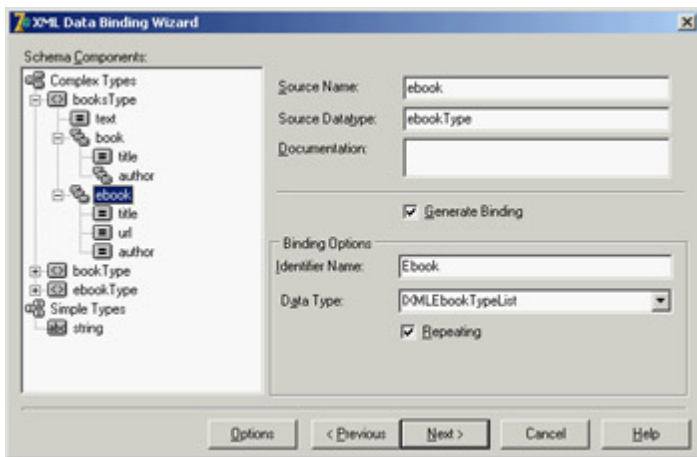 XML Data Binding Wizard
Schema Components:
Complex Types
booksType
text
book
title
author
ebook
title
url
author
bookType
ebookType
Simple Types
string
Source Name: ebook
Source Datatype: ebookType
Documentation:
Generate Binding
Binding Options
Identifier Name: Ebook
Data Type: IXMLEbookTypeList
Repeating
Options
< Previous
Next >
Cancel
Help